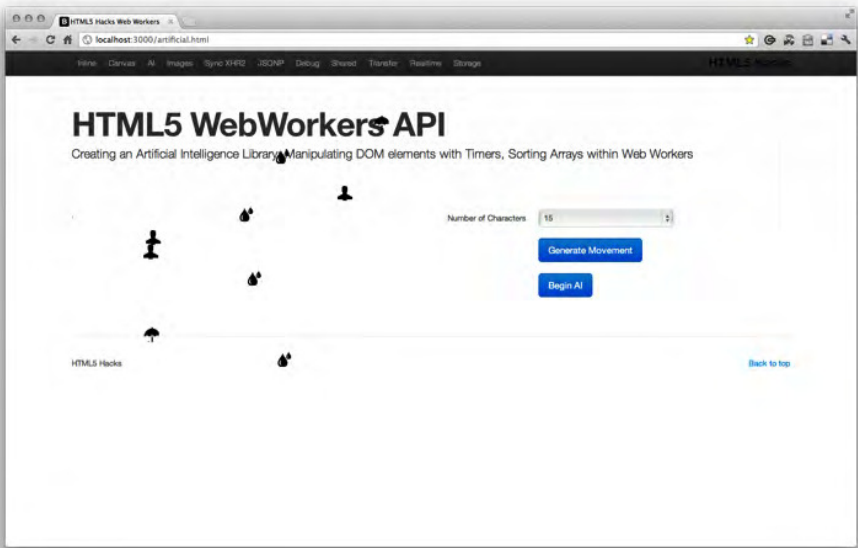 HTML5 Hacks Web Workers
localhost:3000/artificial.html
Inline Canvas AI Images Sync XHR2 JSONP Debug Shared Transfer Realtime Storage HTML5 Hacks
HTML5 WebWorkers API
Creating an Artificial Intelligence Library, Manipulating DOM elements with Timers, Sorting Arrays within Web Workers
Number of Characters 15
Generate Movement
Begin AI
HTML5 Hacks Back to top